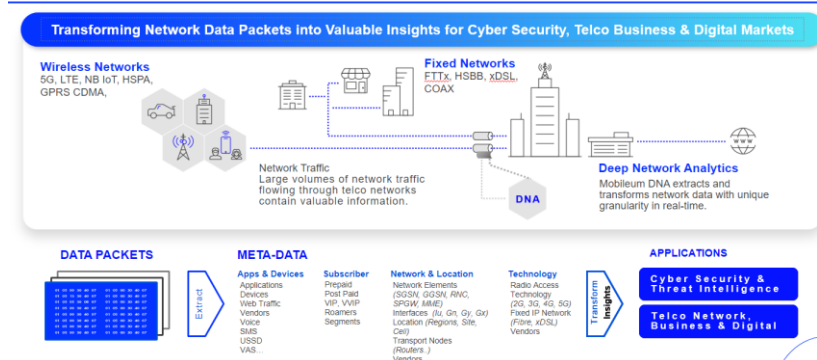 Transforming Network Data Packets into Valuable Insights for Cyber Security, Telco Business & Digital Markets
Wireless Networks
5G, LTE, NB IoT, HSPA,
GPRS CDMA,
Fixed Networks
FTTx, HSBB, xDSL,
COAX
Network Traffic
Large volumes of network traffic
flowing through telco networks
contain valuable information.
DNA
WWW
Deep Network Analytics
Mobileum DNA extracts and
transforms network data with unique
granularity in real-time.
DATA PACKETS
Extract
META-DATA
Apps & Devices
Applications
Devices
Web Traffic
Vendors
Voice
SMS
USSD
VAS...
Subscriber
Prepaid
Post Paid
VIP, VVIP
Roamers
Segments
Network & Location
Network Elements
(SGSN, GGSN, RNC,
SPGW, MME)
Interfaces (Iu, Gn, Gy, Gx)
Location (Regions, Site,
Cell)
Transport Nodes
(Routers..)
Vendors
Technology
Radio Access
Technology
(2G, 3G, 4G, 5G)
Fixed IP Network
(Fibre, xDSL)
Vendors
Transform
Insights
APPLICATIONS
Cyber Security &
Threat Intelligence
Telco Network,
Business & Digital